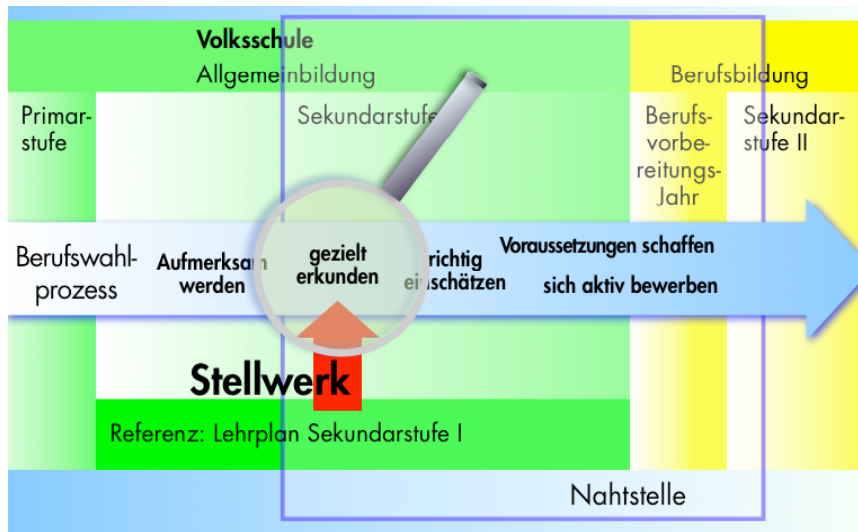 Volksschule
Allgemeinbildung
Berufsbildung
Primar-
stufe
Sekundarstufe
Berufs-
vorbe-
reitungs-
Jahr
Sekundar-
stufe II
Berufswahl-
prozess
Aufmerksam
werden
gezielt
erkunden
richtig
einschätzen
Voraussetzungen schaffen
sich aktiv bewerben
Stellwerk
Referenz: Lehrplan Sekundarstufe I
Nahtstelle